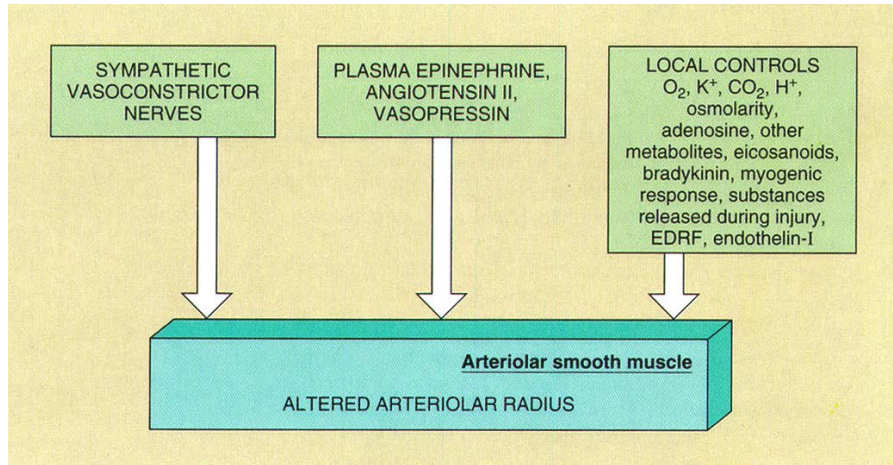 SYMPATHETIC
VASOCONSTRICTOR
NERVES
PLASMA EPINEPHRINE,
ANGIOTENSIN II,
VASOPRESSIN
LOCAL CONTROLS
O₂, K⁺, CO₂, H⁺,
osmolarity,
adenosine, other
metabolites, eicosanoids,
bradykinin, myogenic
response, substances
released during injury,
EDRF, endothelin-I
Arteriolar smooth muscle
ALTERED ARTERIOLAR RADIUS